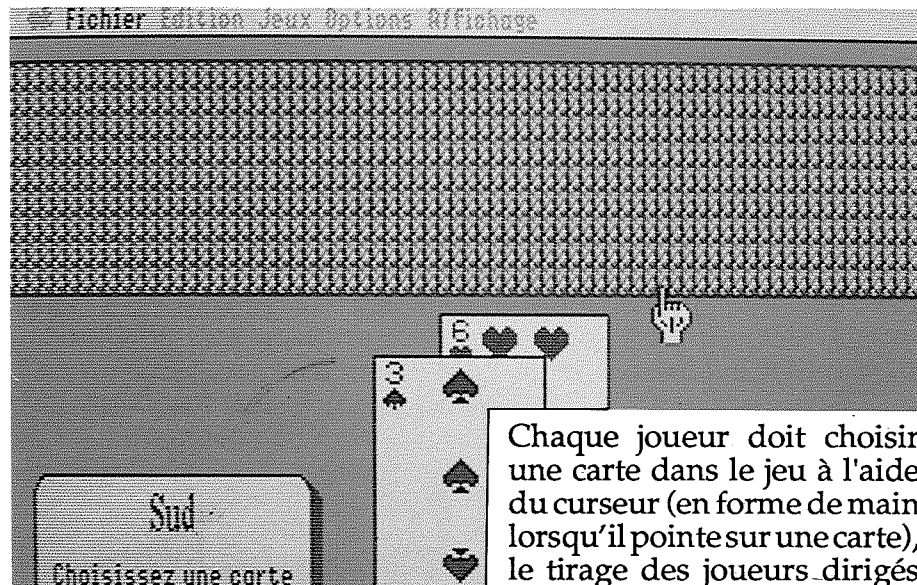 Fichier Edition Jeux Options Affichage
6
3
Chaque joueur doit choisir
une carte dans le jeu à l'aide
du curseur (en forme de main
lorsqu'il pointe sur une carte),
le tirage des joueurs dirigés
Sud
Choisissez une carte